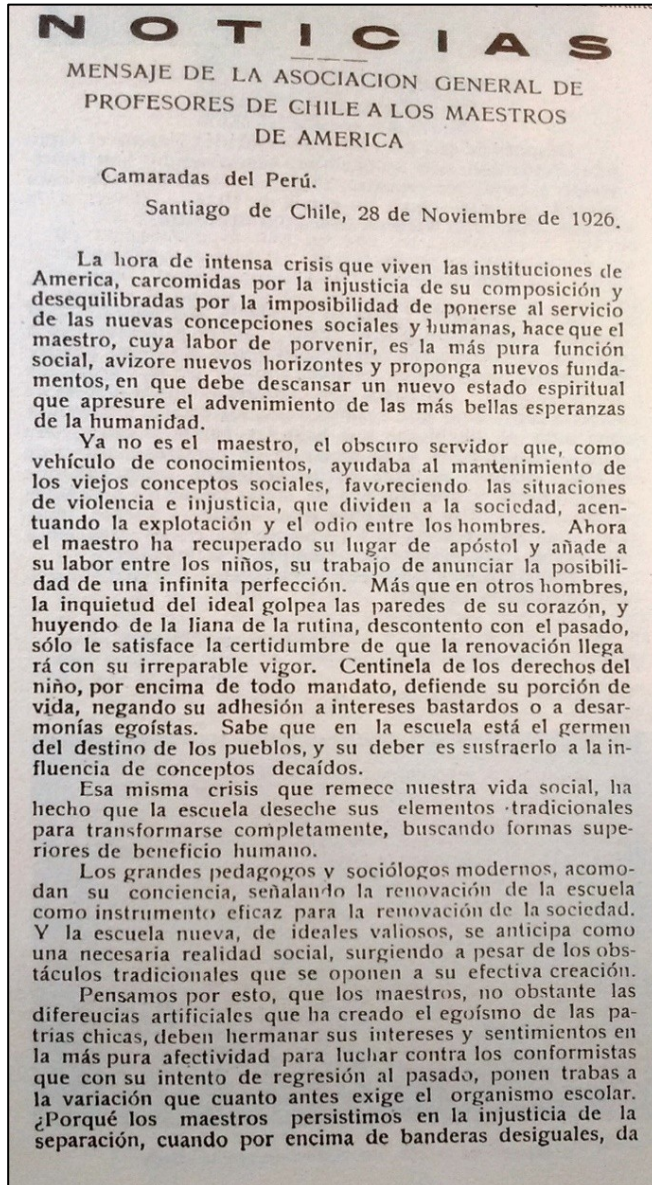 NOTICIAS
MENSAJE DE LA ASOCIACION GENERAL DE
PROFESORES DE CHILE A LOS MAESTROS
DE AMERICA
Camaradas del Perú.
Santiago de Chile, 28 de Noviembre de 1926.
La hora de intensa crisis que viven las instituciones de
America, carcomidas por la injusticia de su composición y
desequilibradas por la imposibilidad de ponerse al servicio
de las nuevas concepciones sociales y humanas, hace que el
maestro, cuya labor de porvenir, es la más pura función
social, avizore nuevos horizontes y proponga nuevos funda-
mentos, en que debe descansar un nuevo estado espiritual
que apresure el advenimiento de las más bellas esperanzas
de la humanidad.
Ya no es el maestro, el obscuro servidor que, como
vehículo de conocimientos, ayudaba al mantenimiento de
los viejos conceptos sociales, favoreciendo las situaciones
de violencia e injusticia, que dividen a la sociedad, acen-
tuando la explotación y el odio entre los hombres. Ahora
el maestro ha recuperado su lugar de apóstol y añade a
su labor entre los niños, su trabajo de anunciar la posibili-
dad de una infinita perfección. Más que en otros hombres,
la inquietud del ideal golpea las paredes de su corazón, y
huyendo de la liana de la rutina, descontento con el pasado,
sólo le satisface la certidumbre de que la renovación llega
rá con su irreparable vigor. Centinela de los derechos del
niño, por encima de todo mandato, defiende su porción de
vida, negando su adhesión a intereses bastardos o a desar-
monías egoístas. Sabe que en la escuela está el germen
del destino de los pueblos, y su deber es sustraerlo a la in-
fluencia de conceptos decaídos.
Esa misma crisis que remece nuestra vida social, ha
hecho que la escuela deseche sus elementos tradicionales
para transformarse completamente, buscando formas supe-
riores de beneficio humano.
Los grandes pedagogos y sociólogos modernos, acomo-
dan su conciencia, señalando la renovación de la escuela
como instrumento eficaz para la renovación de la sociedad.
Y la escuela nueva, de ideales valiosos, se anticipa como
una necesaria realidad social, surgiendo a pesar de los obs-
táculos tradicionales que se oponen a su efectiva creación.
Pensamos por esto, que los maestros, no obstante las
difereucias artificiales que ha creado el egoísmo de las pa-
trias chicas, deben hermanar sus intereses y sentimientos en
la más pura afectividad para luchar contra los conformistas
que con su intento de regresión al pasado, ponen trabas a
la variación que cuanto antes exige el organismo escolar.
¿Porqué los maestros persistimos en la injusticia de la
separación, cuando por encima de banderas desiguales, da